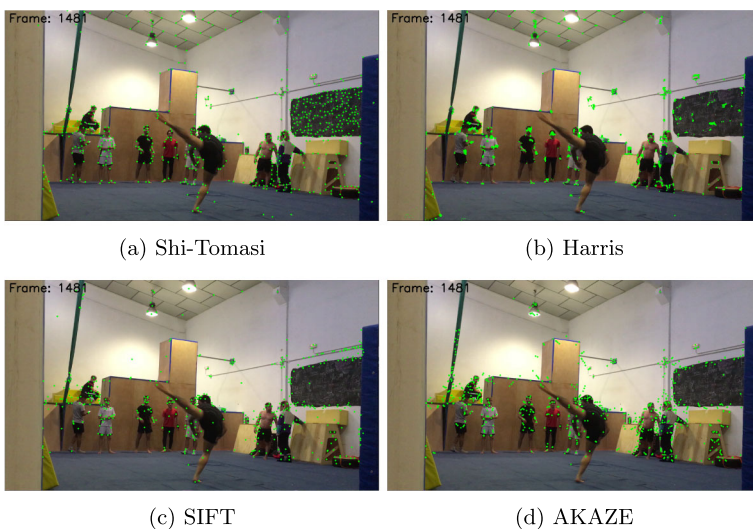 Frame: 1481
Frame: 1481
(a) Shi-Tomasi
(b) Harris
Frame: 1481
Frame: 1481
(c) SIFT
(d) AKAZE